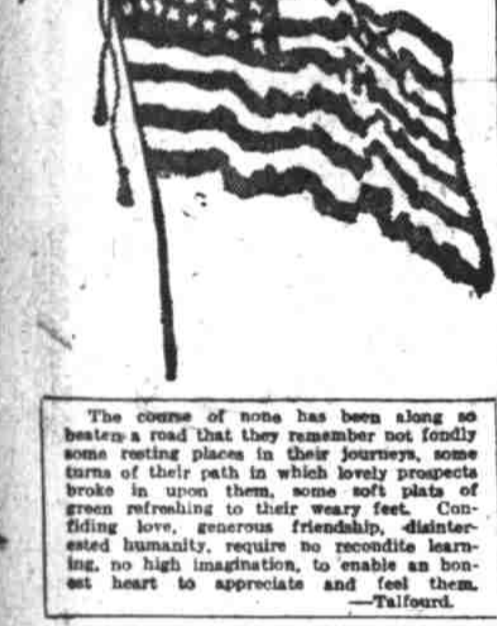 The course of none has been along so
beaten a road that they remember not fondly
some resting places in their journeys, some
turns of their path in which lovely prospects
broke in upon them, some soft plats of
green refreshing to their weary feet. Con-
fiding love, generous friendship, disinter-
ested humanity, require no recondite learn-
ing, no high imagination, to enable an hon-
est heart to appreciate and feel them.
—Talfourd.